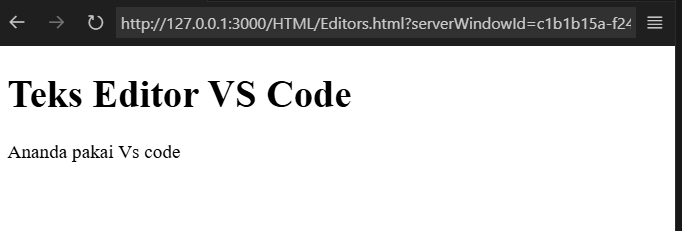 http://127.0.0.1:3000/HTML/Editors.html?serverWindowId=c1b1b15a-f24
Teks Editor VS Code
Ananda pakai Vs code